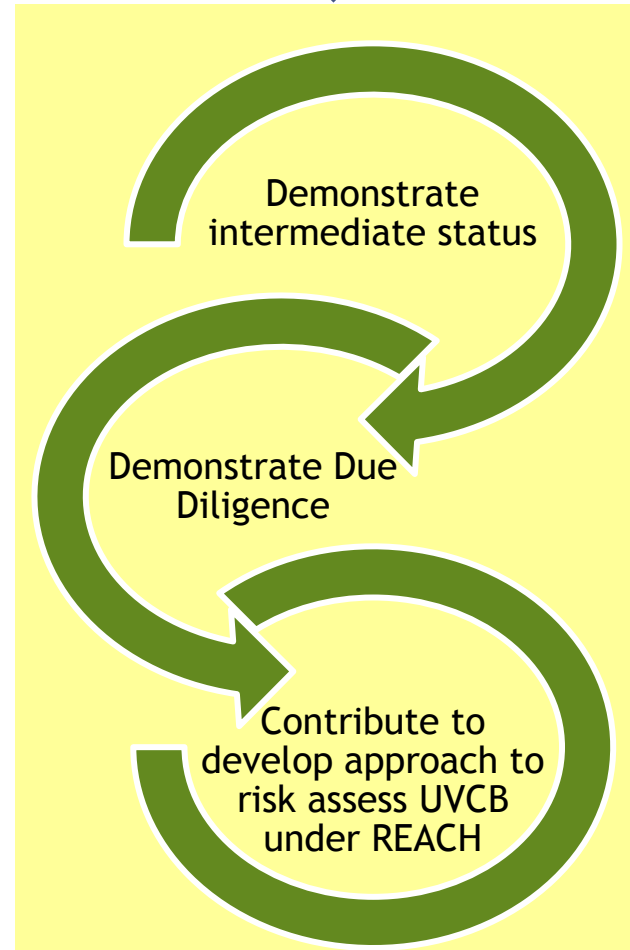 Demonstrate
intermediate status
Demonstrate Due
Diligence
Contribute to
develop approach to
risk assess UVCB
under REACH